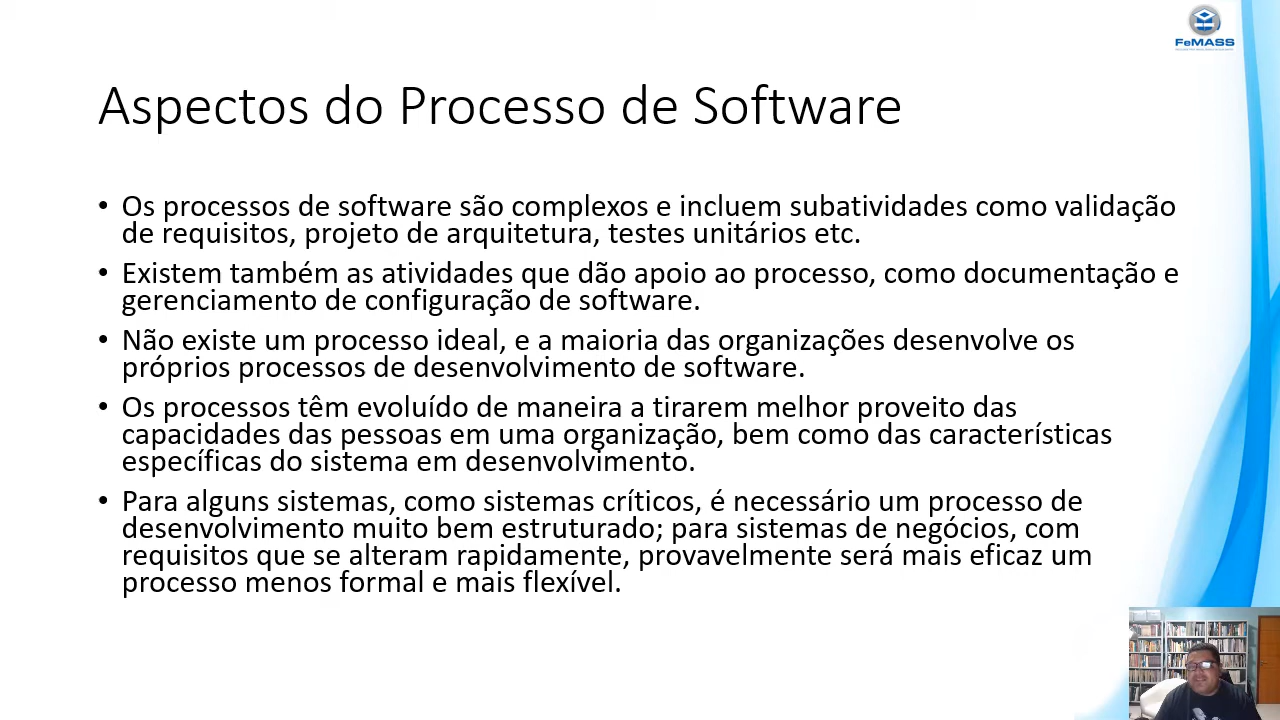 FeMASS
Aspectos do Processo de Software
• Os processos de software são complexos e incluem subatividades como validação
de requisitos, projeto de arquitetura, testes unitários etc.
• Existem também as atividades que dão apoio ao processo, como documentação e
gerenciamento de configuração de software.
• Não existe um processo ideal, e a maioria das organizações desenvolve os
próprios processos de desenvolvimento de software.
• Os processos têm evoluído de maneira a tirarem melhor proveito das
capacidades das pessoas em uma organização, bem como das características
específicas do sistema em desenvolvimento.
• Para alguns sistemas, como sistemas críticos, é necessário um processo de
desenvolvimento muito bem estruturado; para sistemas de negócios, com
requisitos que se alteram rapidamente, provavelmente será mais eficaz um
processo menos formal e mais flexível.